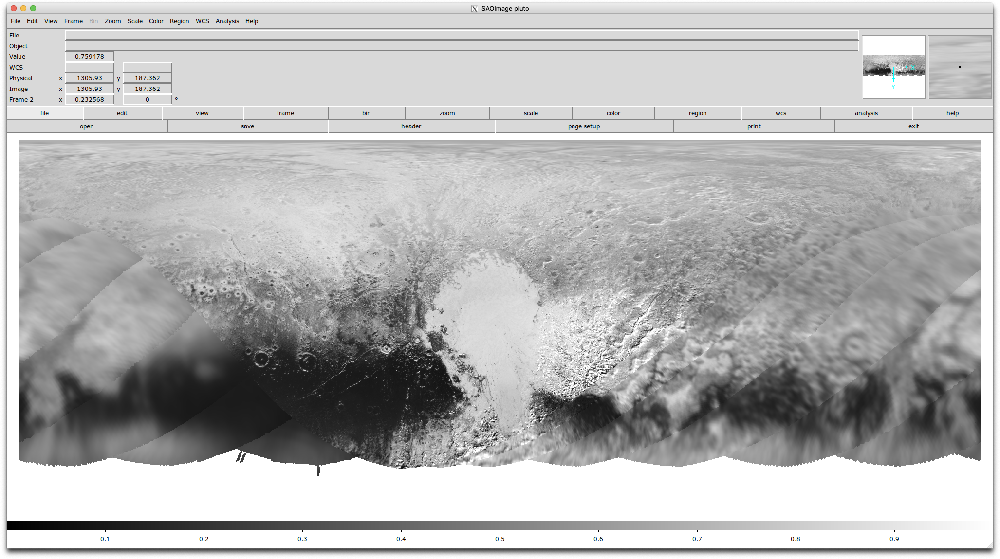 SAOImage pluto
File Edit View Frame Bin Zoom Scale Color Region WCS Analysis Help
File
Object
Value 0.759478
WCS
Physical x 1305.93 y 187.362
Image x 1305.93 y 187.362
Frame 2 x 0.232568 0 °
X
Y
file edit view frame bin zoom scale color region wcs analysis help
open save header page setup print exit
0.1 0.2 0.3 0.4 0.5 0.6 0.7 0.8 0.9